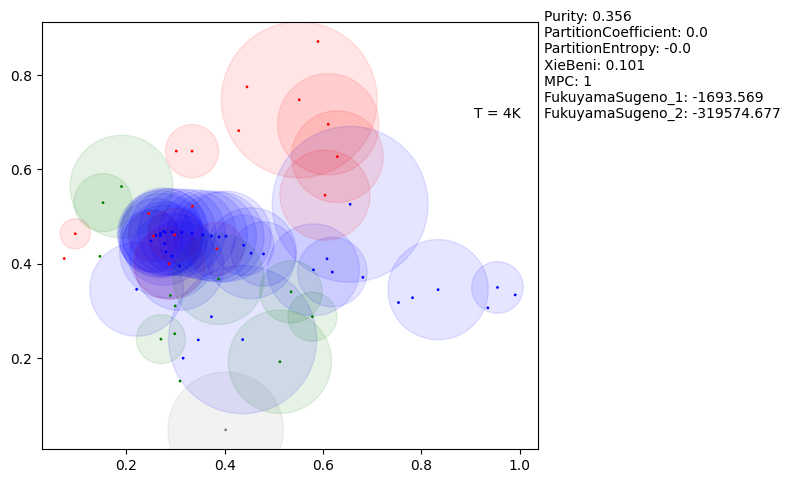 Purity: 0.356
PartitionCoefficient: 0.0
PartitionEntropy: -0.0
XieBeni: 0.101
MPC: 1
FukuyamaSugeno_1: -1693.569
FukuyamaSugeno_2: -319574.677
T = 4K
0.8
0.6
0.4
0.2
0.2 0.4 0.6 0.8 1.0